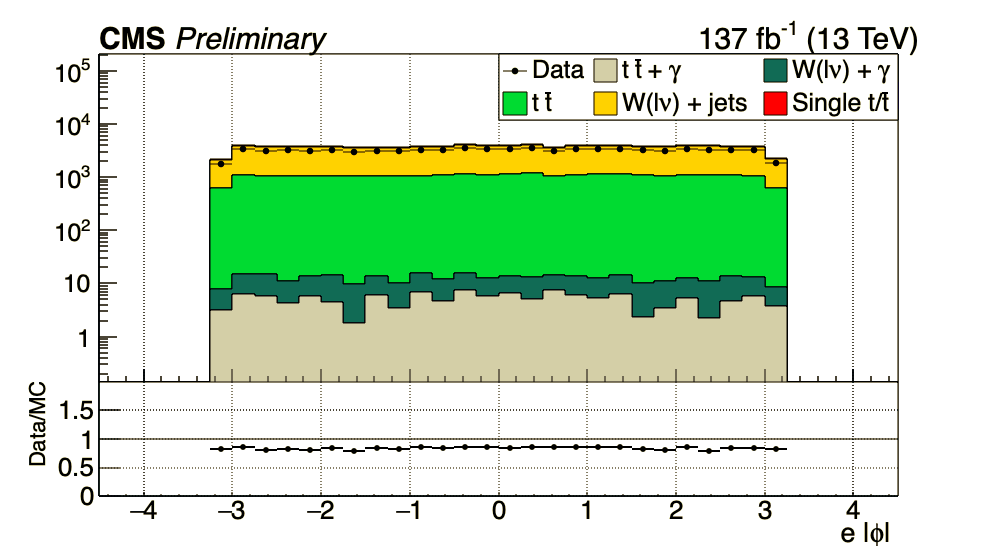 CMS Preliminary 137 fb⁻¹ (13 TeV)
Data t t̄ + γ W(lν) + γ
t t̄ W(lν) + jets Single t/t̄
10⁵
10⁴
10³
10²
10
1
Data/MC
1.5
1
0.5
0
−4 −3 −2 −1 0 1 2 3 4
e |ϕ|